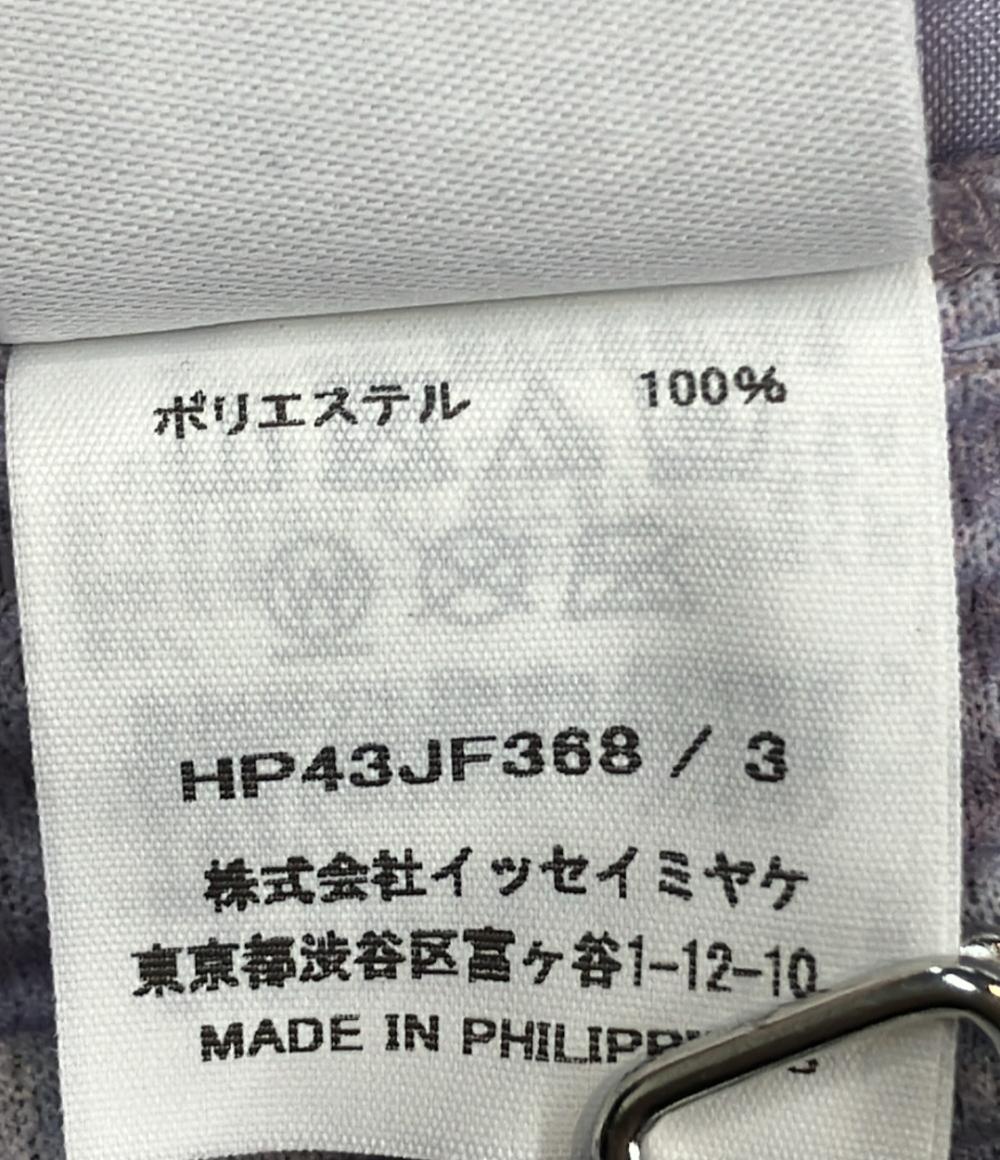 ポリエステル 100%
HP43JF368 / 3
株式会社イッセイミヤケ
東京都渋谷区富ヶ谷1-12-10
MADE IN